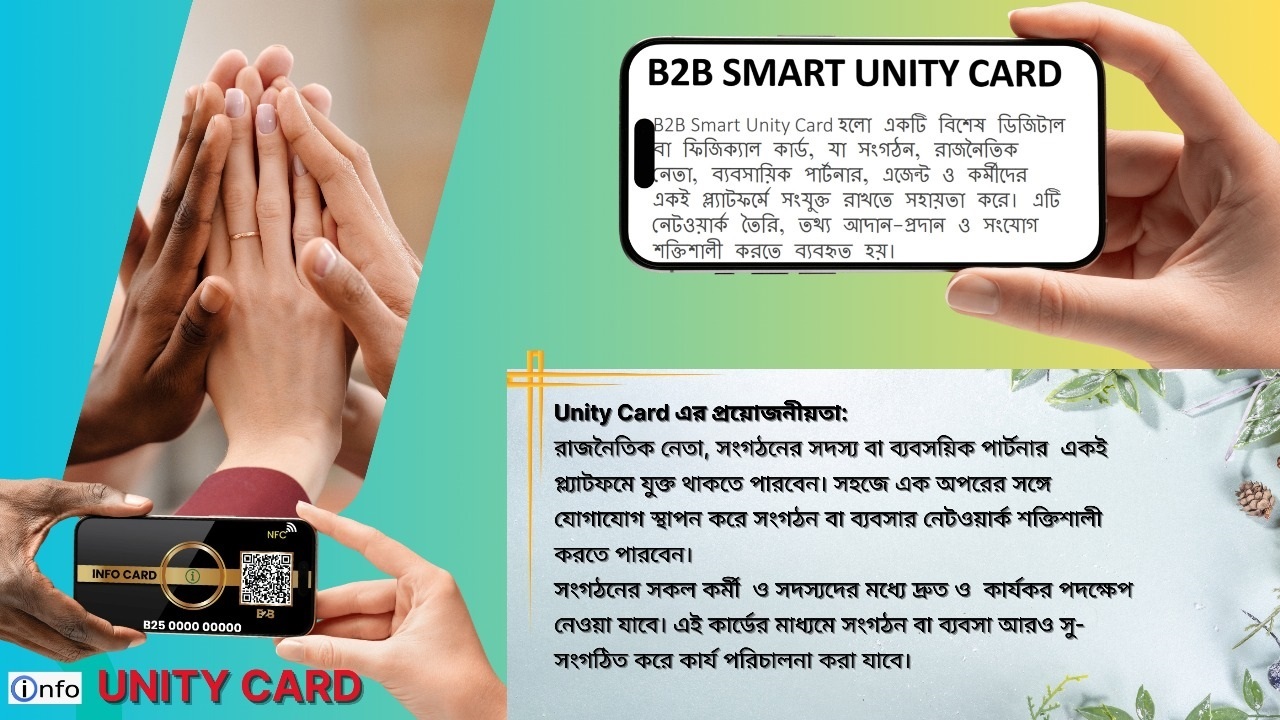 B2B SMART UNITY CARD
B2B Smart Unity Card হলো একটি বিশেষ ডিজিটাল
বা ফিজিক্যাল কার্ড, যা সংগঠন, রাজনৈতিক
নেতা, ব্যবসায়িক পার্টনার, এজেন্ট ও কর্মীদের
একই প্ল্যাটফর্মে সংযুক্ত রাখতে সহায়তা করে। এটি
নেটওয়ার্ক তৈরি, তথ্য আদান-প্রদান ও সংযোগ
শক্তিশালী করতে ব্যবহৃত হয়।
Unity Card এর প্রয়োজনীয়তা:
রাজনৈতিক নেতা, সংগঠনের সদস্য বা ব্যবসয়িক পার্টনার একই
প্ল্যাটফমে যুক্ত থাকতে পারবেন। সহজে এক অপরের সঙ্গে
যোগাযোগ স্থাপন করে সংগঠন বা ব্যবসার নেটওয়ার্ক শক্তিশালী
করতে পারবেন।
সংগঠনের সকল কর্মী ও সদস্যদের মধ্যে দ্রুত ও কার্যকর পদক্ষেপ
নেওয়া যাবে। এই কার্ডের মাধ্যমে সংগঠন বা ব্যবসা আরও সু-
সংগঠিত করে কার্য পরিচালনা করা যাবে।
NFC
INFO CARD
B2B
B25 0000 00000
info UNITY CARD